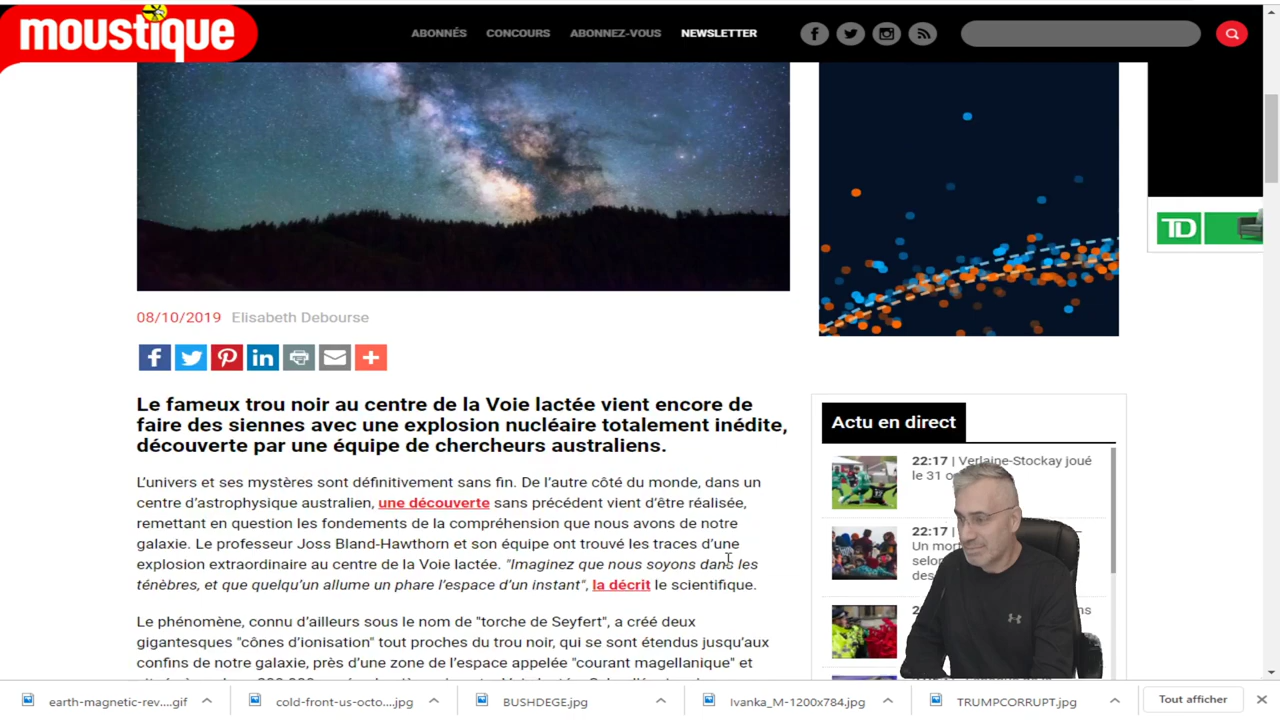 moustique
ABONNÉS CONCOURS ABONNEZ-VOUS NEWSLETTER
TD
08/10/2019 Elisabeth Debourse
Le fameux trou noir au centre de la Voie lactée vient encore de
faire des siennes avec une explosion nucléaire totalement inédite,
découverte par une équipe de chercheurs australiens.
L'univers et ses mystères sont définitivement sans fin. De l'autre côté du monde, dans un
centre d'astrophysique australien, une découverte sans précédent vient d'être réalisée,
remettant en question les fondements de la compréhension que nous avons de notre
galaxie. Le professeur Joss Bland-Hawthorn et son équipe ont trouvé les traces d'une
explosion extraordinaire au centre de la Voie lactée. "Imaginez que nous soyons dans les
ténèbres, et que quelqu'un allume un phare l'espace d'un instant", la décrit le scientifique.
Le phénomène, connu d'ailleurs sous le nom de "torche de Seyfert", a créé deux
gigantesques "cônes d'ionisation" tout proches du trou noir, qui se sont étendus jusqu'aux
confins de notre galaxie, près d'une zone de l'espace appelée "courant magellanique" et
Actu en direct
22:17 | Verlaine-Stockay joué
le 31 o
22:17 |
Un mor
selo
des
earth-magnetic-rev....gif
cold-front-us-octo....jpg
BUSHDEGE.jpg
Ivanka_M-1200x784.jpg
TRUMPCORRUPT.jpg
Tout afficher